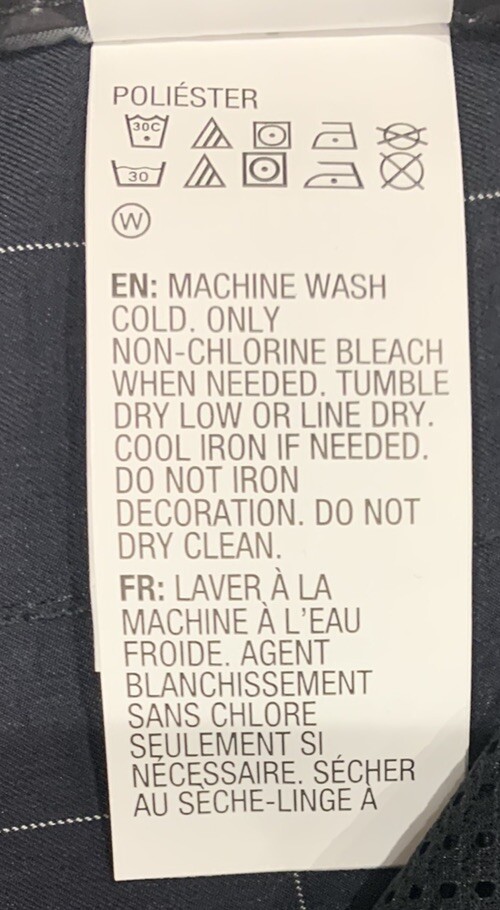 POLIÉSTER
30C
30
W
EN: MACHINE WASH
COLD. ONLY
NON-CHLORINE BLEACH
WHEN NEEDED. TUMBLE
DRY LOW OR LINE DRY.
COOL IRON IF NEEDED.
DO NOT IRON
DECORATION. DO NOT
DRY CLEAN.
FR: LAVER À LA
MACHINE À L'EAU
FROIDE. AGENT
BLANCHISSEMENT
SANS CHLORE
SEULEMENT SI
NÉCESSAIRE. SÉCHER
AU SÈCHE-LINGE À